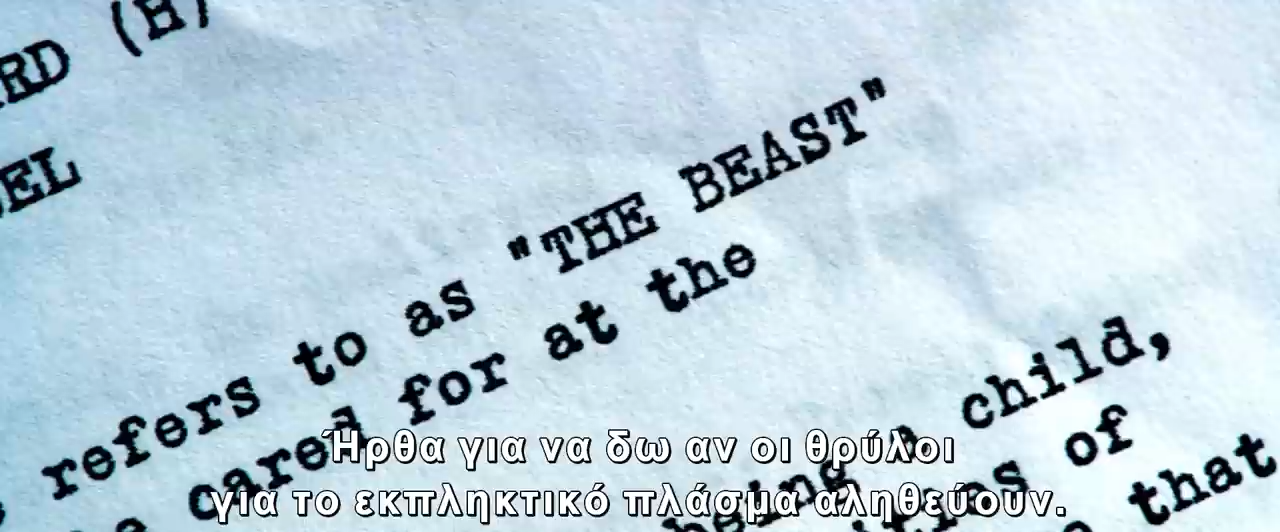 RD (H)
EL
refers to as "THE BEAST"
cared for at the
being a child,
of
that
Ήρθα για να δω αν οι θρύλοι
για το εκπληκτικό πλάσμα αληθεύουν.